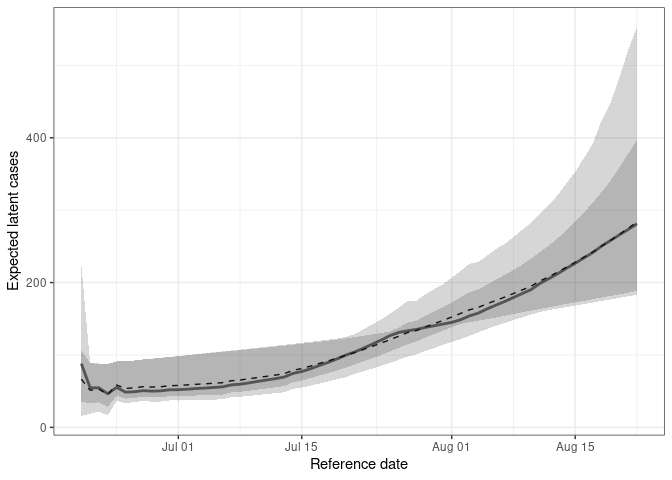 Expected latent cases
400
200
0
Jul 01 Jul 15 Aug 01 Aug 15
Reference date